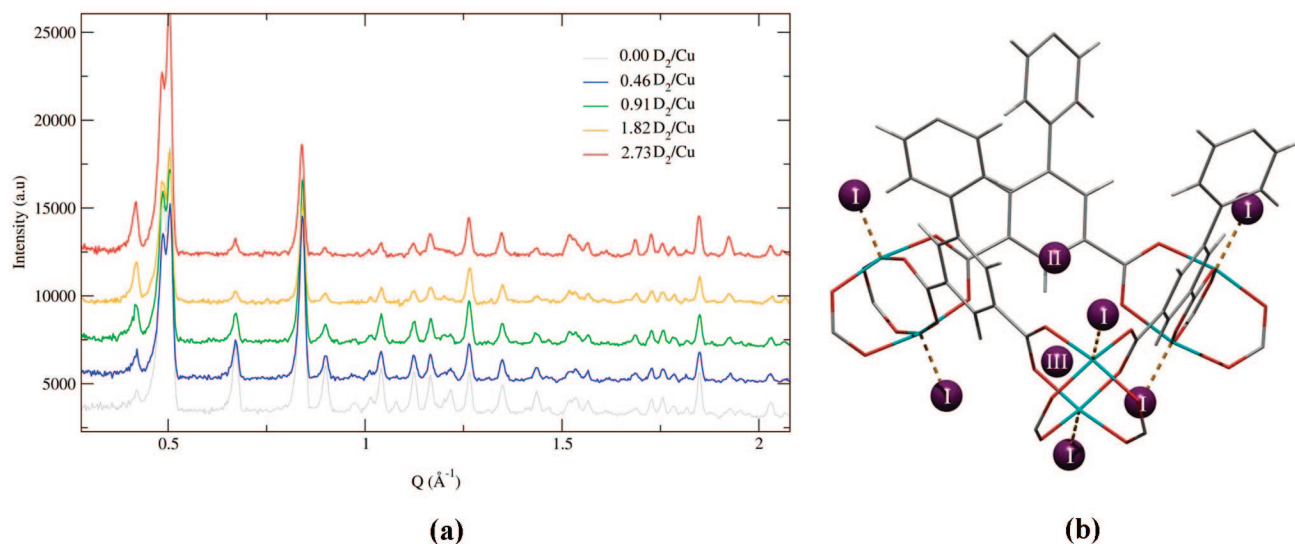 25000
20000
15000
10000
5000
Intensity (a.u)
0.00 D2/Cu
0.46 D2/Cu
0.91 D2/Cu
1.82 D2/Cu
2.73 D2/Cu
0.5
1
1.5
2
Q (Å-1)
(a)
I
I
II
I
III
I
I
I
(b)